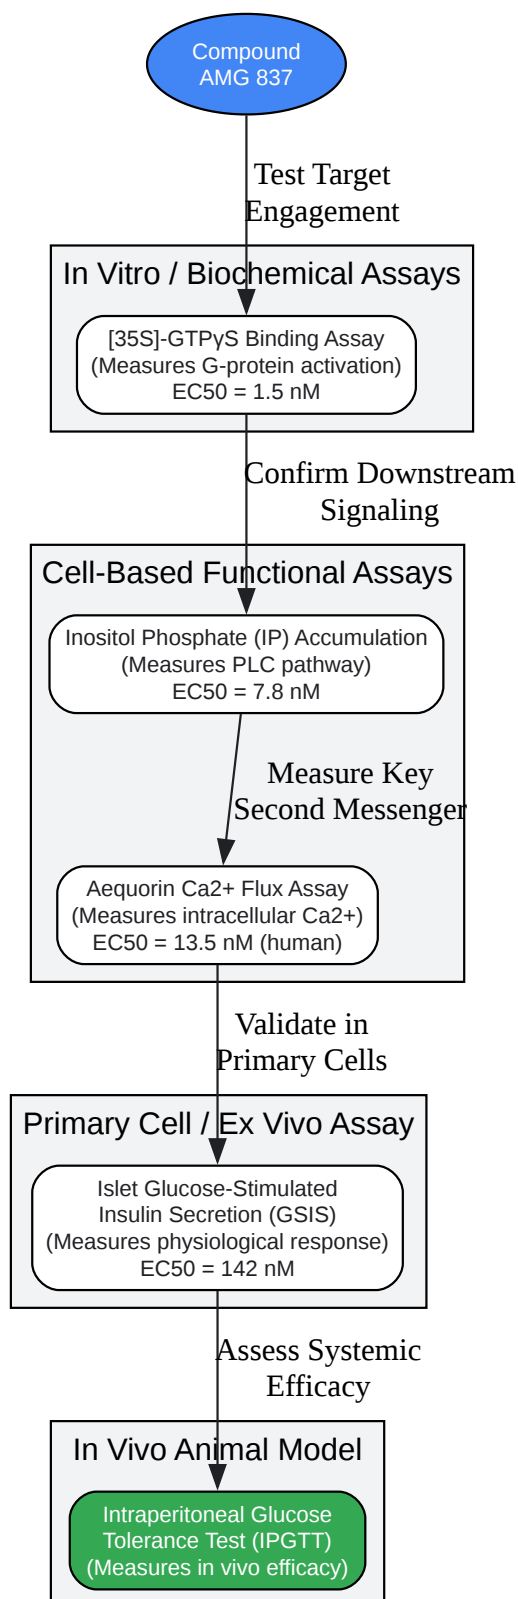 Compound
AMG 837
Test Target
Engagement
In Vitro / Biochemical Assays
[35S]-GTPγS Binding Assay
(Measures G-protein activation)
EC50 = 1.5 nM
Confirm Downstream
Signaling
Cell-Based Functional Assays
Inositol Phosphate (IP) Accumulation
(Measures PLC pathway)
EC50 = 7.8 nM
Measure Key
Second Messenger
Aequorin Ca2+ Flux Assay
(Measures intracellular Ca2+)
EC50 = 13.5 nM (human)
Validate in
Primary Cells
Primary Cell / Ex Vivo Assay
Islet Glucose-Stimulated
Insulin Secretion (GSIS)
(Measures physiological response)
EC50 = 142 nM
Assess Systemic
Efficacy
In Vivo Animal Model
Intraperitoneal Glucose
Tolerance Test (IPGTT)
(Measures in vivo efficacy)